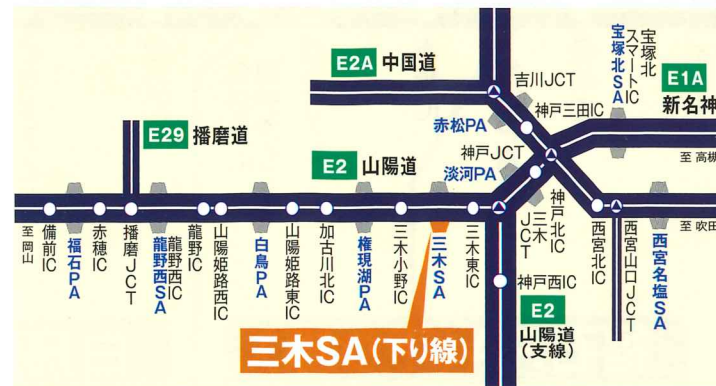 E2A 中国道
吉川JCT
宝塚北
スマートIC
宝塚北SA
E1A
新名神
至 高槻
赤松PA
神戸三田IC
E29 播磨道
E2 山陽道
神戸JCT
淡河PA
至 岡山
備前IC
福石PA
赤穂IC
播磨JCT
龍野西SA
龍野西IC
龍野IC
山陽姫路西IC
白鳥PA
山陽姫路東IC
加古川北IC
権現湖PA
三木小野IC
三木SA
三木東IC
三木
JCT
神戸北IC
西宮北IC
西宮山口JCT
西宮名塩SA
至 吹田
神戸西IC
E2
山陽道
(支線)
三木SA(下り線)